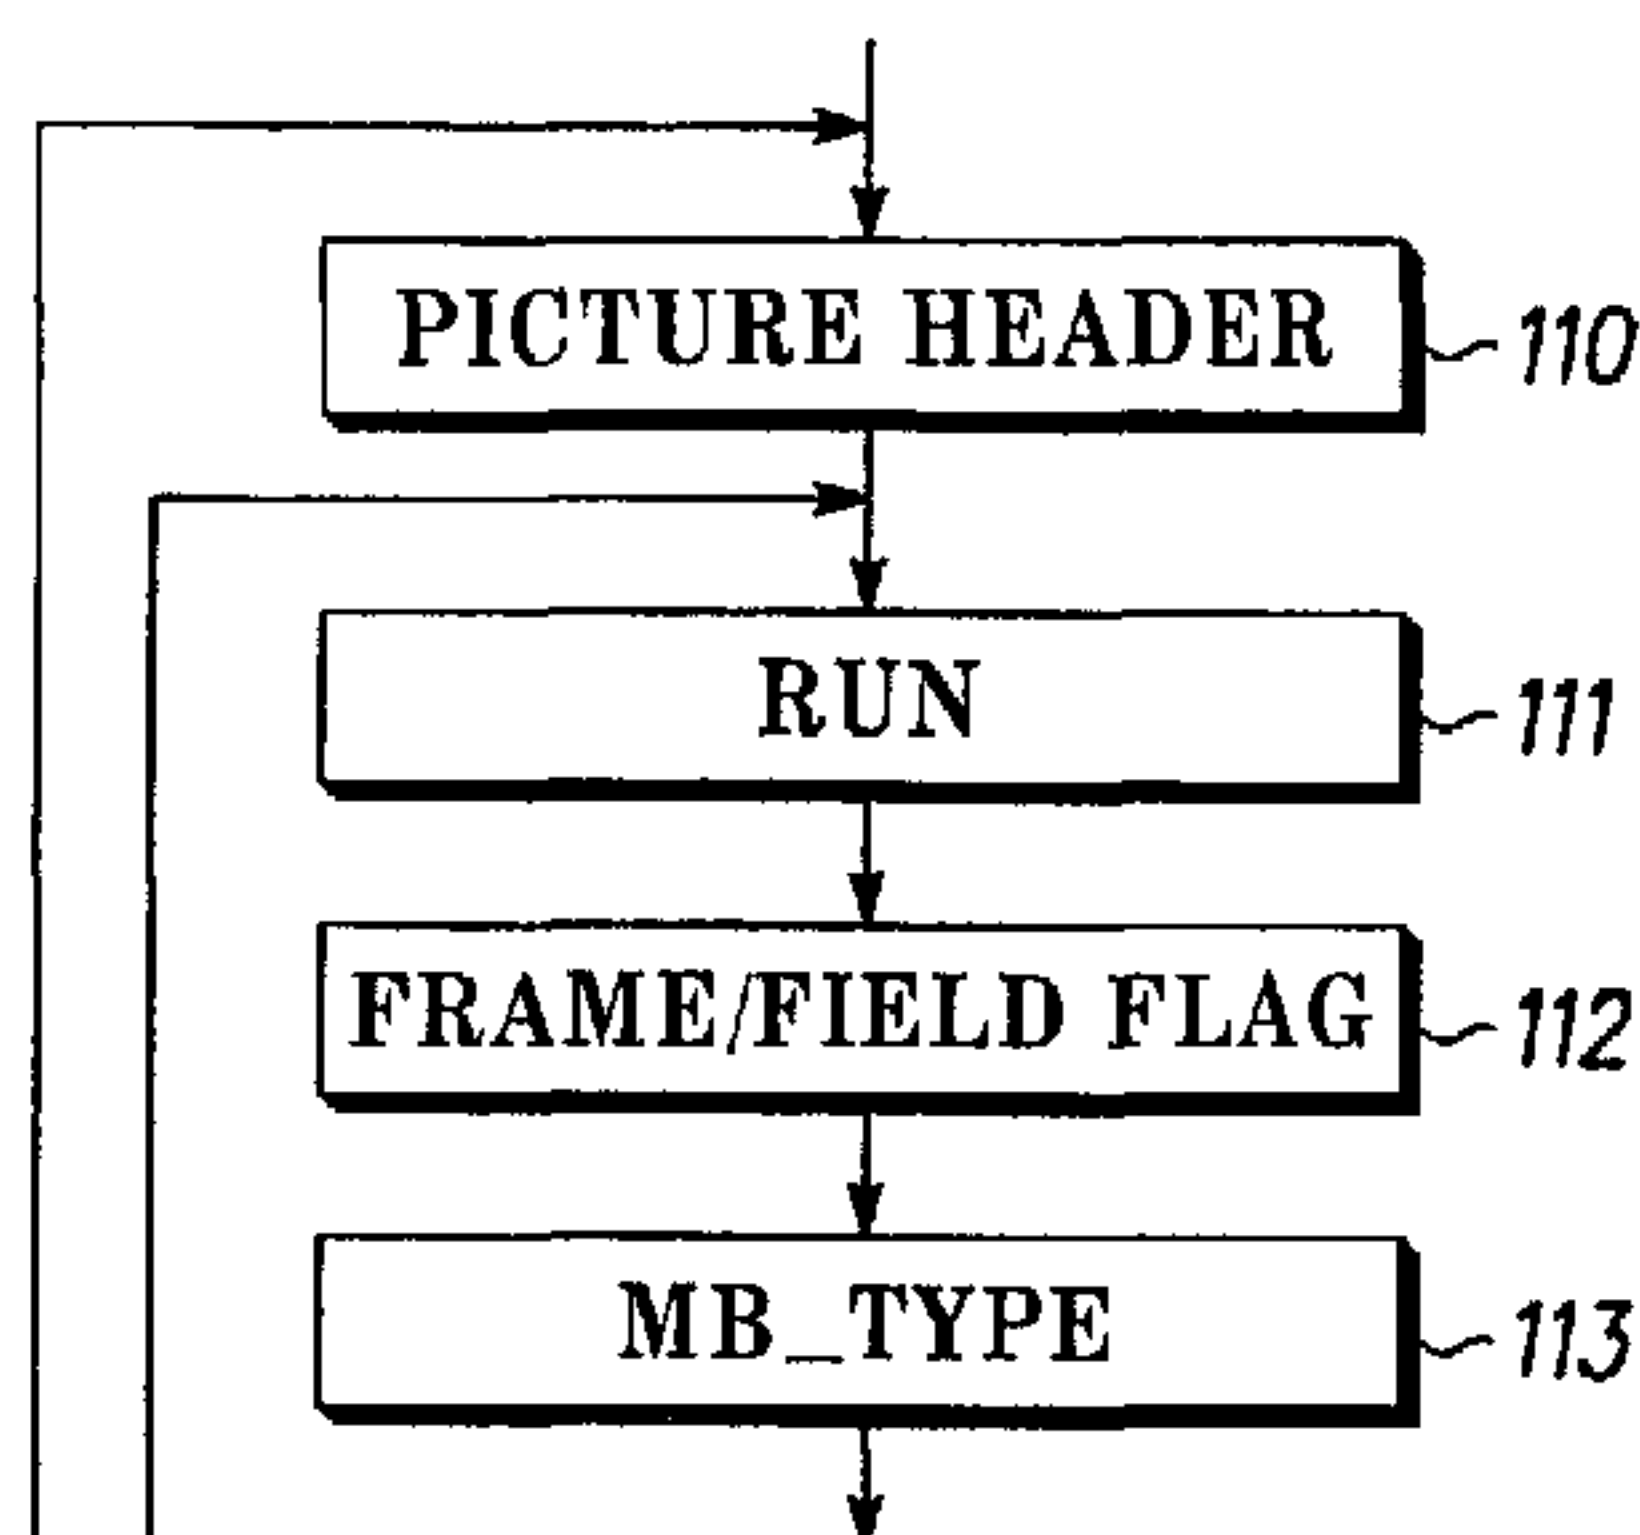 PICTURE HEADER 110
RUN 111
FRAME/FIELD FLAG 112
MB_TYPE 113